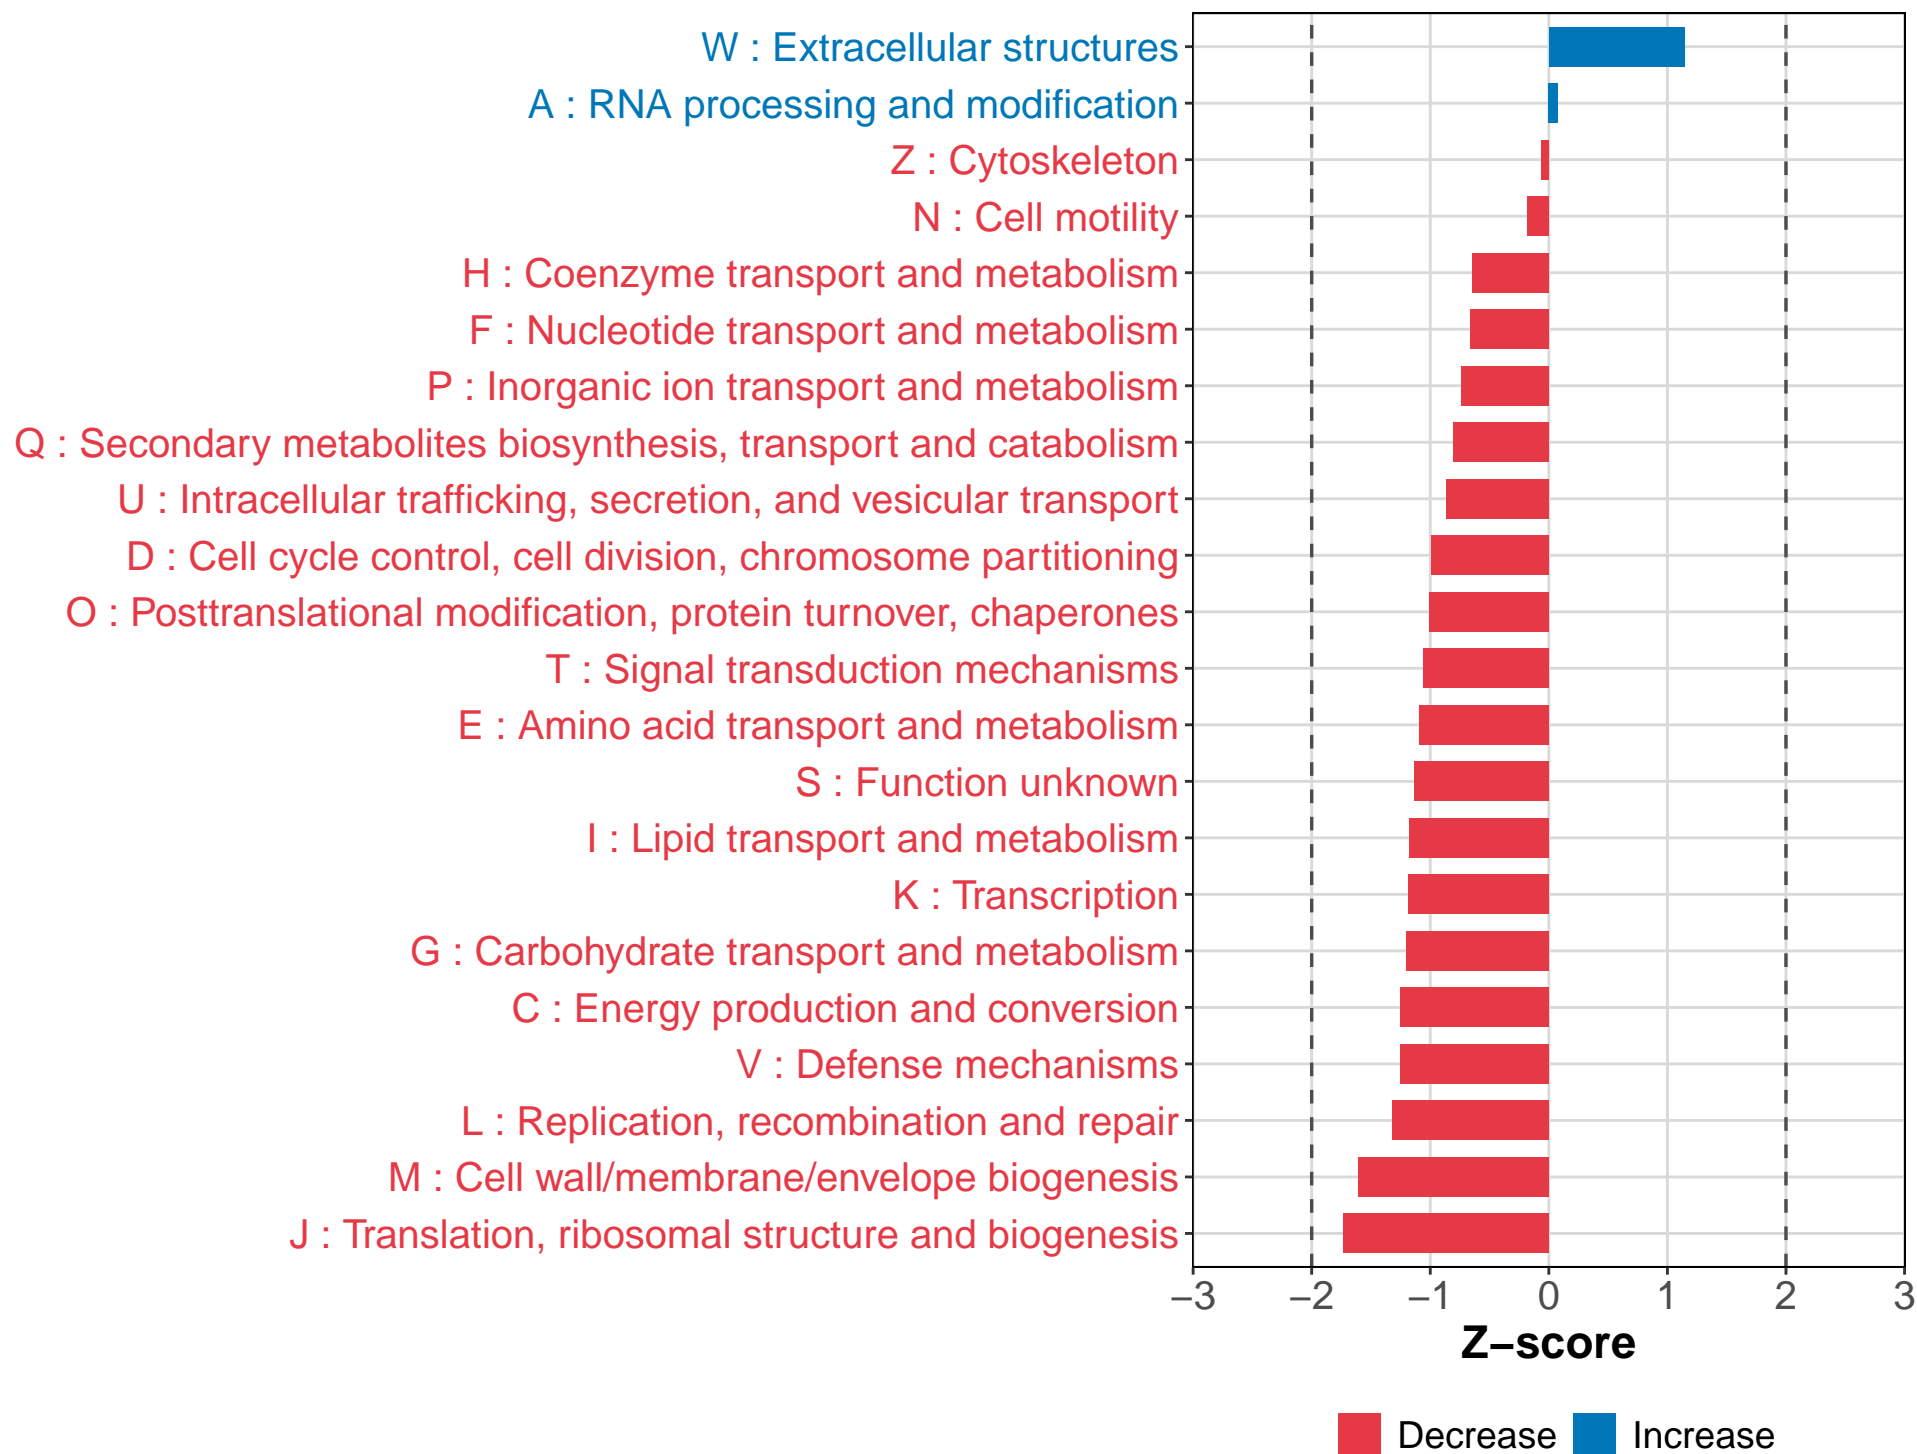 W : Extracellular structures
A : RNA processing and modification
Z : Cytoskeleton
N : Cell motility
H : Coenzyme transport and metabolism
F : Nucleotide transport and metabolism
P : Inorganic ion transport and metabolism
Q : Secondary metabolites biosynthesis, transport and catabolism
U : Intracellular trafficking, secretion, and vesicular transport
D : Cell cycle control, cell division, chromosome partitioning
O : Posttranslational modification, protein turnover, chaperones
T : Signal transduction mechanisms
E : Amino acid transport and metabolism
S : Function unknown
I : Lipid transport and metabolism
K : Transcription
G : Carbohydrate transport and metabolism
C : Energy production and conversion
V : Defense mechanisms
L : Replication, recombination and repair
M : Cell wall/membrane/envelope biogenesis
J : Translation, ribosomal structure and biogenesis
−3 −2 −1 0 1 2 3
Z−score
Decrease Increase